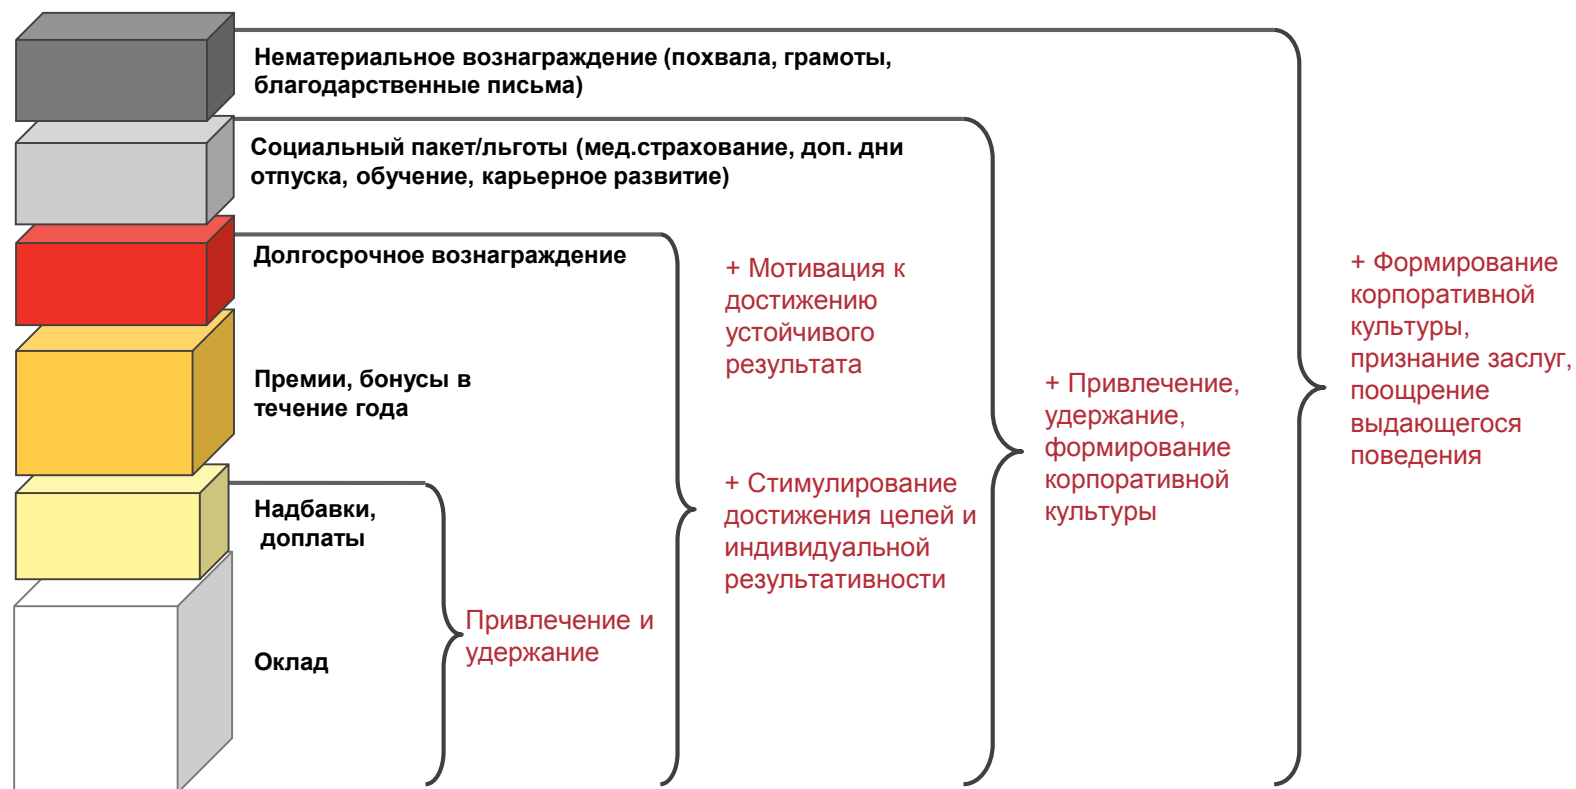 Нематериальное вознаграждение (похвала, грамоты,
благодарственные письма)
Социальный пакет/льготы (мед.страхование, доп. дни
отпуска, обучение, карьерное развитие)
Долгосрочное вознаграждение
Премии, бонусы в
течение года
Надбавки,
доплаты
Оклад
Привлечение и
удержание
+ Мотивация к
достижению
устойчивого
результата
+ Стимулирование
достижения целей и
индивидуальной
результативности
+ Привлечение,
удержание,
формирование
корпоративной
культуры
+ Формирование
корпоративной
культуры,
признание заслуг,
поощрение
выдающегося
поведения